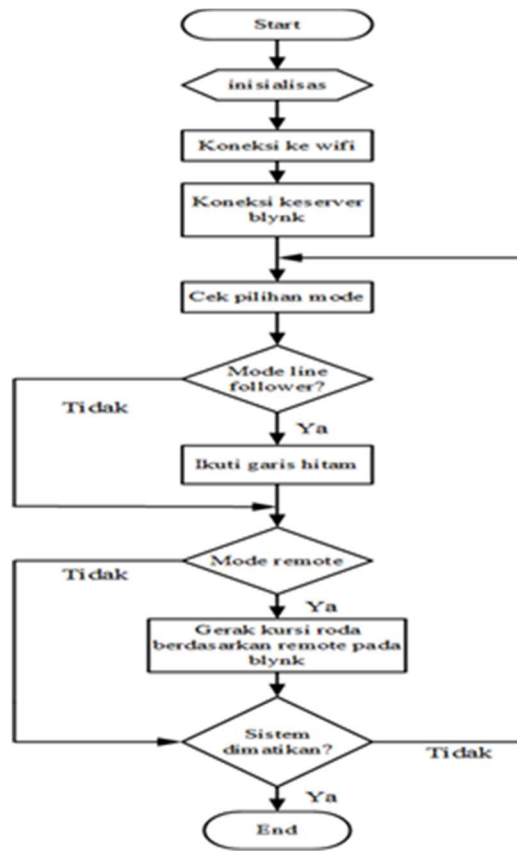 Start
inisialisas
Koneksi ke wifi
Koneksi keserver
blynk
Cek pilihan mode
Mode line
follower?
Tidak
Ya
Ikuti garis hitam
Mode remote
Tidak
Ya
Gerak kursi roda
berdasarkan remote pada
blynk
Sistem
dimatikan?
Tidak
Ya
End